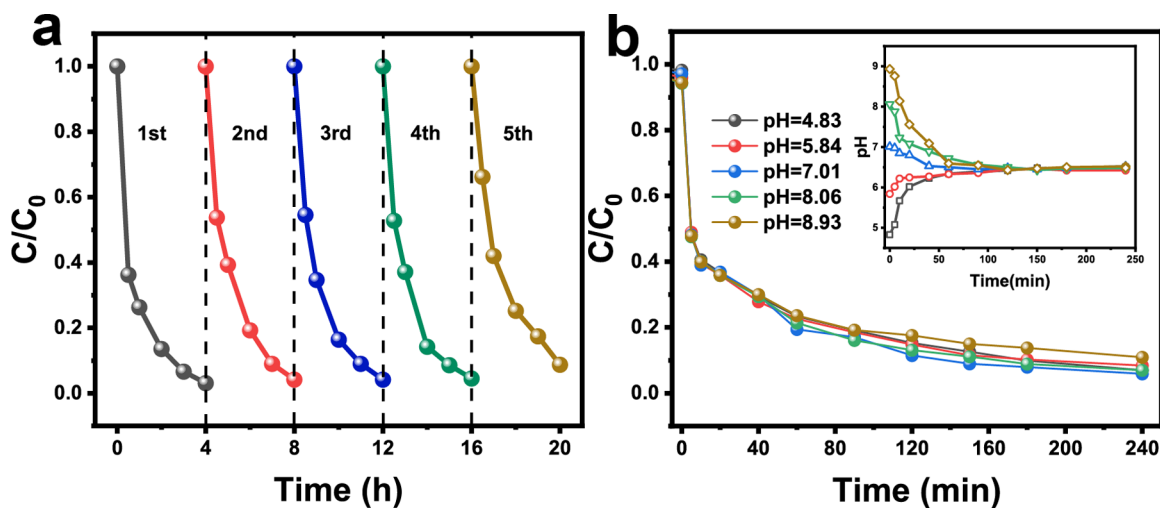 a
C/C0
1.0
0.8
0.6
0.4
0.2
0.0
1st
2nd
3rd
4th
5th
0 4 8 12 16 20
Time (h)
b
C/C0
1.0
0.8
0.6
0.4
0.2
0.0
pH=4.83
pH=5.84
pH=7.01
pH=8.06
pH=8.93
pH
9
8
7
6
5
0 50 100 150 200 250
Time(min)
0 40 80 120 160 200 240
Time (min)